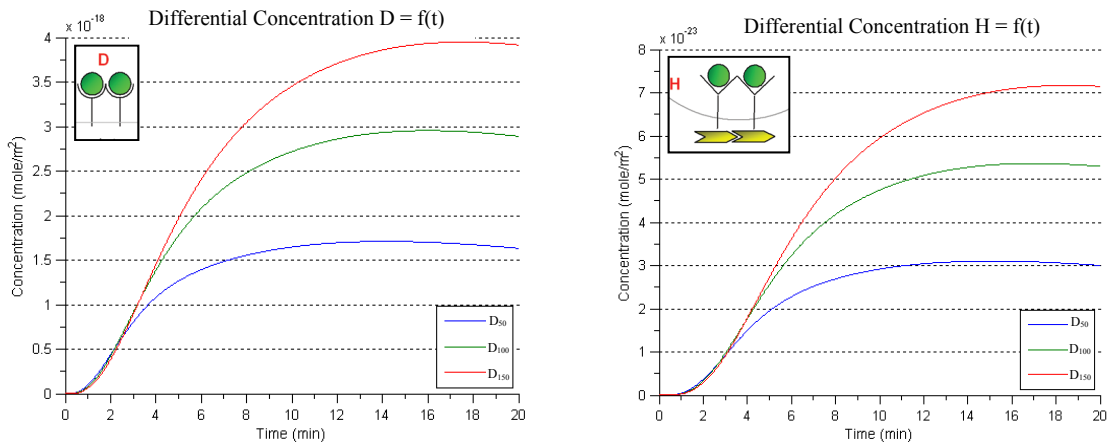 Differential Concentration D = f(t)
x 10^-18
4
3.5
3
2.5
2
1.5
1
0.5
0
Concentration (mole/m²)
D
D50
D100
D150
0 2 4 6 8 10 12 14 16 18 20
Time (min)
Differential Concentration H = f(t)
x 10^-23
8
7
6
5
4
3
2
1
0
Concentration (mole/m²)
H
D50
D100
D150
0 2 4 6 8 10 12 14 16 18 20
Time (min)